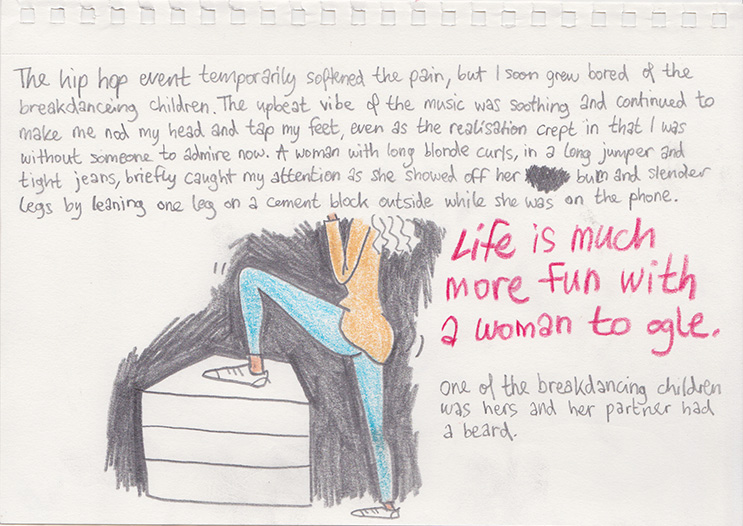 The hip hop event temporarily softened the pain, but I soon grew bored of the
breakdanceing children. The upbeat vibe of the music was soothing and continued to
make me nod my head and tap my feet, even as the realisation crept in that I was
without someone to admire now. A woman with long blonde curls, in a long jumper and
tight jeans, briefly caught my attention as she showed off her bum and slender
legs by leaning one leg on a cement block outside while she was on the phone.
Life is much
more fun with
a woman to ogle.
One of the breakdancing children
was hers and her partner had
a beard.